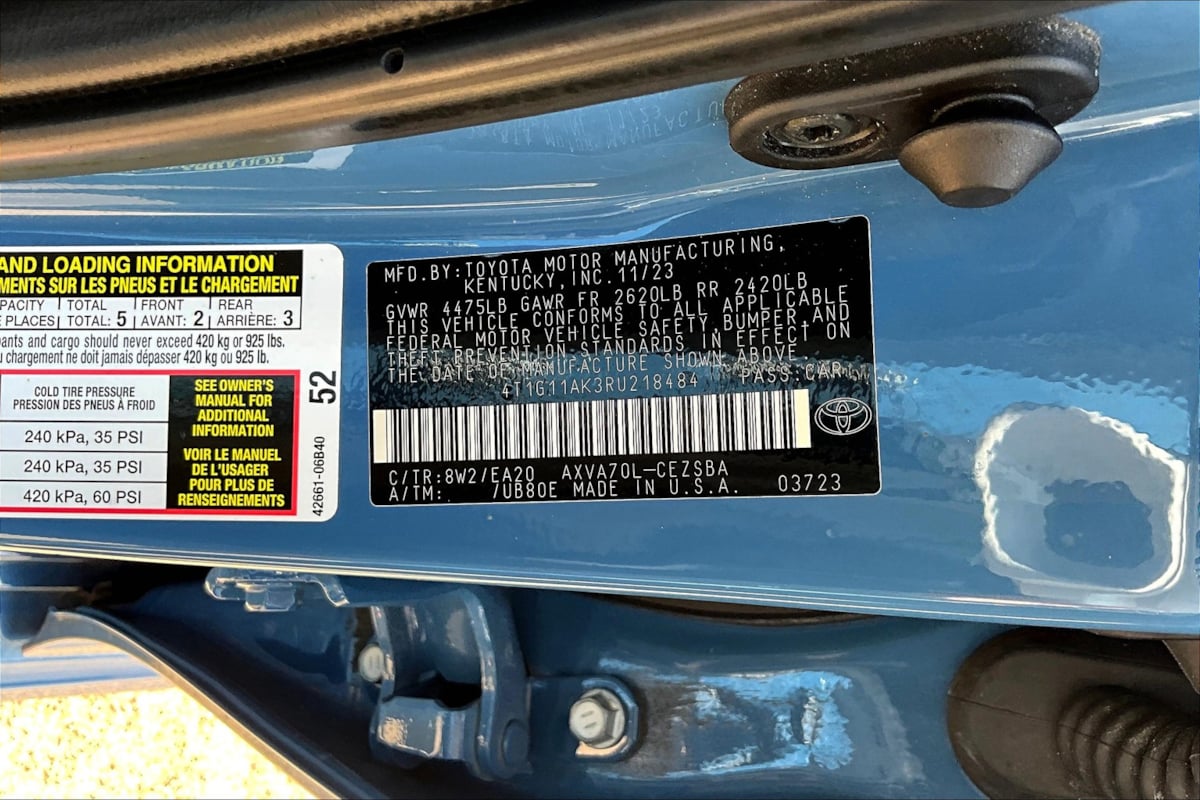 AND LOADING INFORMATION
MENTS SUR LES PNEUS ET LE CHARGEMENT
PACITY TOTAL FRONT REAR
PLACES TOTAL: 5 AVANT: 2 ARRIÈRE: 3
pants and cargo should never exceed 420 kg or 925 lbs.
u chargement ne doit jamais dépasser 420 kg ou 925 lb.
COLD TIRE PRESSURE
PRESSION DES PNEUS À FROID
240 kPa, 35 PSI
240 kPa, 35 PSI
420 kPa, 60 PSI
SEE OWNER'S
MANUAL FOR
ADDITIONAL
INFORMATION
VOIR LE MANUEL
DE L'USAGER
POUR PLUS DE
RENSEIGNEMENTS
52
42661-06B40
MFD.BY:TOYOTA MOTOR MANUFACTURING,
KENTUCKY, INC. 11/23
GVWR 4475LB GAWR FR 2620LB RR 2420LB
THIS VEHICLE CONFORMS TO ALL APPLICABLE
FEDERAL MOTOR VEHICLE SAFETY, BUMPER AND
THEFT PREVENTION STANDARDS IN EFFECT ON
THE DATE OF MANUFACTURE SHOWN ABOVE.
4T1G11AK3RU218484 PASS.CAR
C/TR:8W2/EA20 AXVA70L-CEZSBA
A/TM: 7UB80E MADE IN U.S.A. 03723